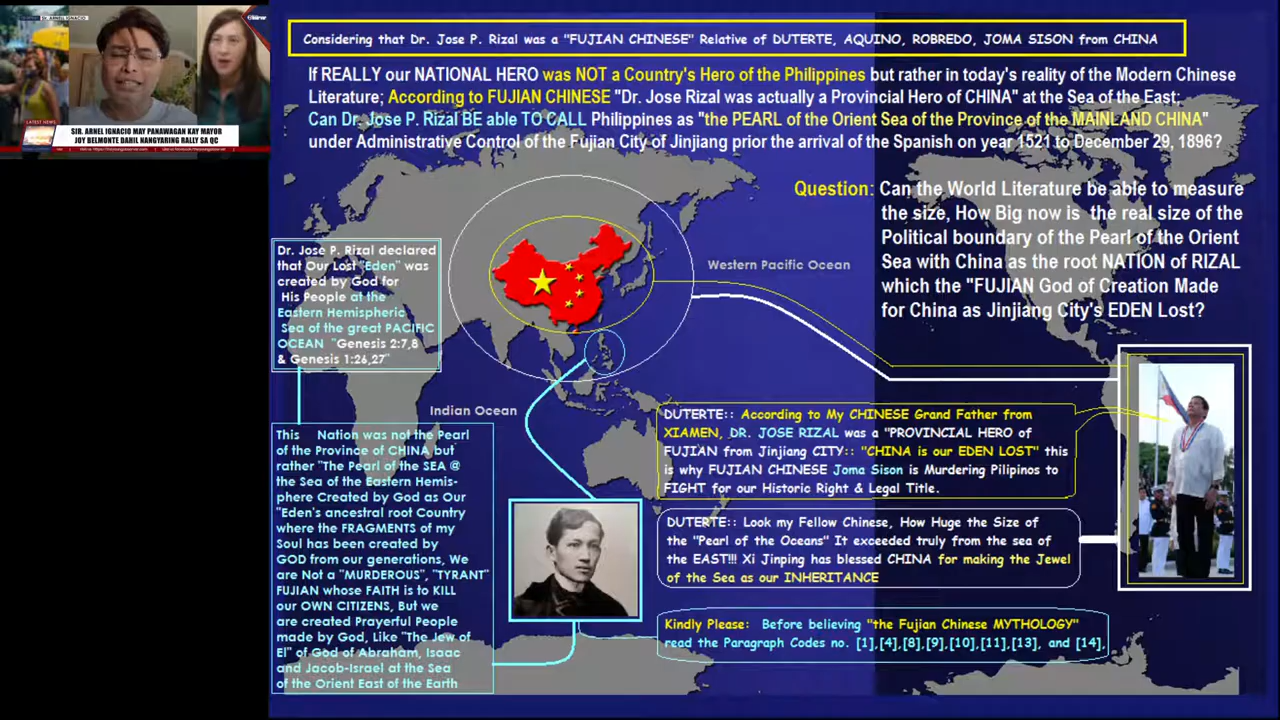 Dr. ARNEL IGNACIO
LATEST NEWS
SIR. ARNEL IGNACIO MAY PANAWAGAN KAY MAYOR
JOY BELMONTE DAHIL NANGYARING RALLY SA QC
Considering that Dr. Jose P. Rizal was a "FUJIAN CHINESE" Relative of DUTERTE, AQUINO, ROBREDO, JOMA SISON from CHINA
If REALLY our NATIONAL HERO was NOT a Country's Hero of the Philippines but rather in today's reality of the Modern Chinese
Literature; According to FUJIAN CHINESE "Dr. Jose Rizal was actually a Provincial Hero of CHINA" at the Sea of the East;
Can Dr. Jose P. Rizal BE able TO CALL Philippines as "the PEARL of the Orient Sea of the Province of the MAINLAND CHINA"
under Administrative Control of the Fujian City of Jinjiang prior the arrival of the Spanish on year 1521 to December 29, 1896?
Question: Can the World Literature be able to measure
the size, How Big now is the real size of the
Political boundary of the Pearl of the Orient
Sea with China as the root NATION of RIZAL
which the "FUJIAN God of Creation Made
for China as Jinjiang City's EDEN Lost?
Dr. Jose P. Rizal declared
that Our Lost "Eden" was
created by God for
His People at the
Eastern Hemispheric
Sea of the great PACIFIC
OCEAN "Genesis 2:7,8
& Genesis 1:26,27"
Western Pacific Ocean
Indian Ocean
This Nation was not the Pearl
of the Province of CHINA but
rather "The Pearl of the SEA @
the Sea of the Eastern Hemis-
phere Created by God as Our
"Eden's ancestral root Country
where the FRAGMENTS of my
Soul has been created by
GOD from our generations, We
are Not a "MURDEROUS", "TYRANT"
FUJIAN whose FAITH is to KILL
our OWN CITIZENS, But we
are created Prayerful People
made by God, Like "The Jew of
El" of God of Abraham, Isaac
and Jacob-Israel at the Sea
of the Orient East of the Earth
DUTERTE:: According to My CHINESE Grand Father from
XIAMEN, DR. JOSE RIZAL was a "PROVINCIAL HERO of
FUJIAN from Jinjiang CITY:: "CHINA is our EDEN LOST" this
is why FUJIAN CHINESE Joma Sison is Murdering Pilipinos to
FIGHT for our Historic Right & Legal Title.
DUTERTE:: Look my Fellow Chinese, How Huge the Size of
the "Pearl of the Oceans" It exceeded truly from the sea of
the EAST!!! Xi Jinping has blessed CHINA for making the Jewel
of the Sea as our INHERITANCE
Kindly Please: Before believing "the Fujian Chinese MYTHOLOGY"
read the Paragraph Codes no. [1],[4],[8],[9],[10],[11],[13], and [14],